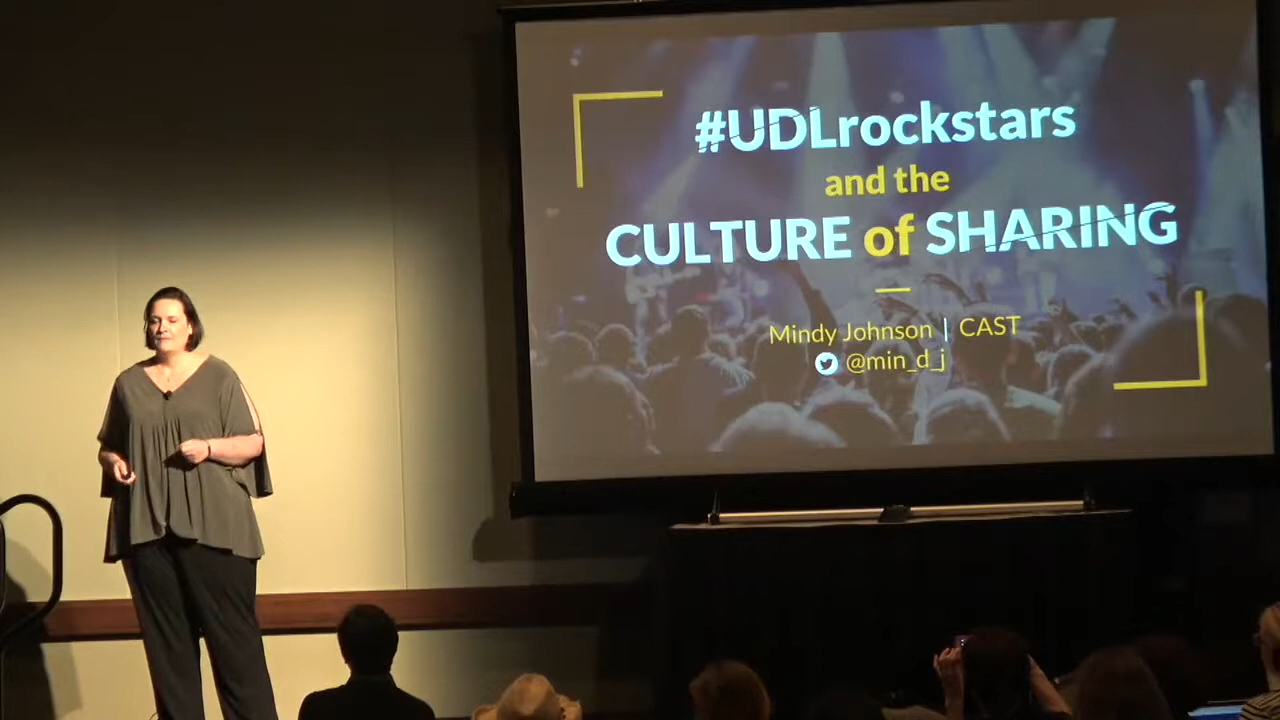 #UDLrockstars
and the
CULTURE of SHARING
Mindy Johnson | CAST
@min_d_j